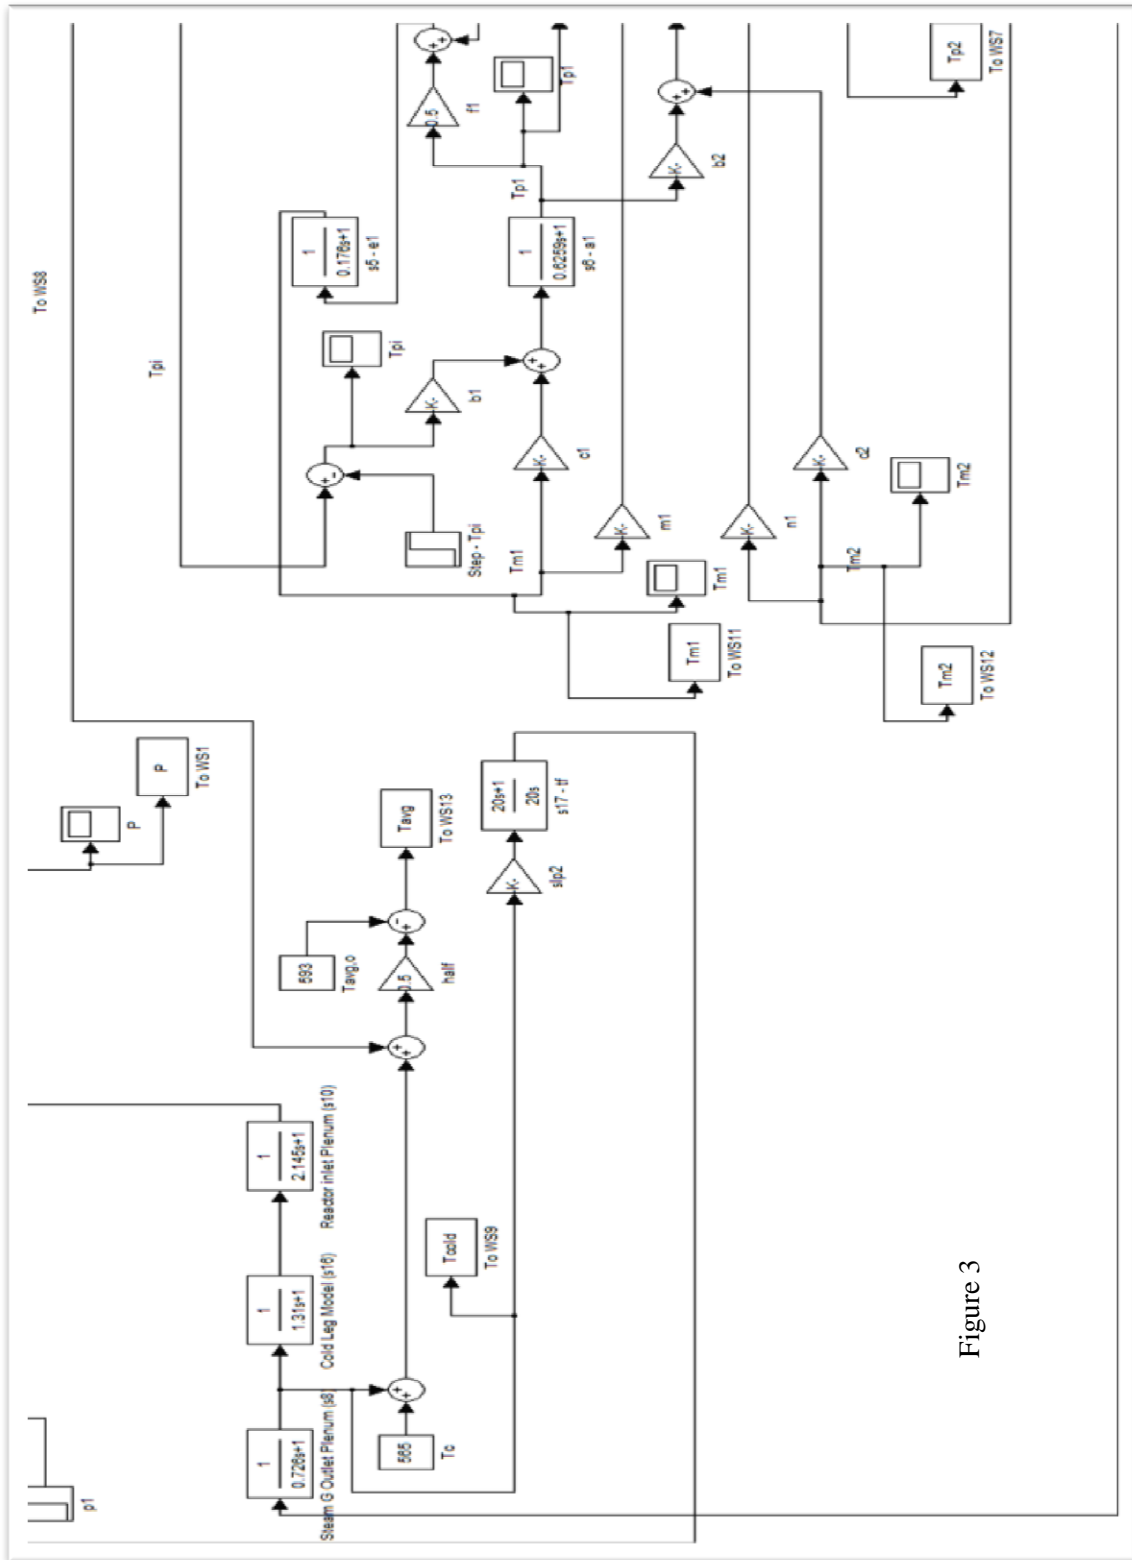 To WS8
p1
P
P
Tpi
To WS1
1
0.726s+1
Steam G Outlet Plenum (s8)
1
1.31s+1
Cold Leg Model (s16)
1
2.145s+1
Reactor inlet Plenum (s10)
593
Tavg,o
1
0.176s+1
s5 - e1
Tpi
565
Tc
0.5
half
Tavg
To WS13
K-
b1
0.5
f1
Step - Tpi
Tcold
To WS9
K-
slp2
20s+1
20s
s17 - tf
Tm1
K-
c1
1
0.6259s+1
s6 - a1
Tp1
Tp1
K-
m1
Tm1
To WS11
Tm1
K-
b2
K-
n1
Tm2
K-
c2
Tm2
To WS12
Tm2
Tp2
To WS7
Figure 3